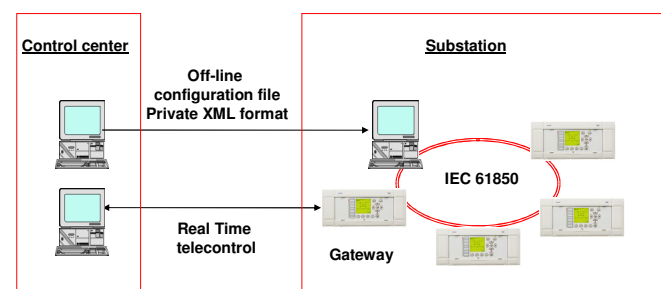 Control center
Substation
Off-line
configuration file
Private XML format
IEC 61850
Real Time
telecontrol
Gateway